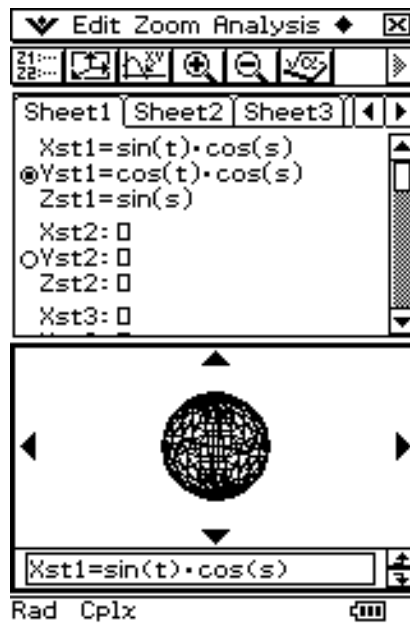 Edit Zoom Analysis
Sheet1 Sheet2 Sheet3
Xst1=sin(t)·cos(s)
Yst1=cos(t)·cos(s)
Zst1=sin(s)
Xst2:
Yst2:
Zst2:
Xst3:
Xst1=sin(t)·cos(s)
Rad Cplx